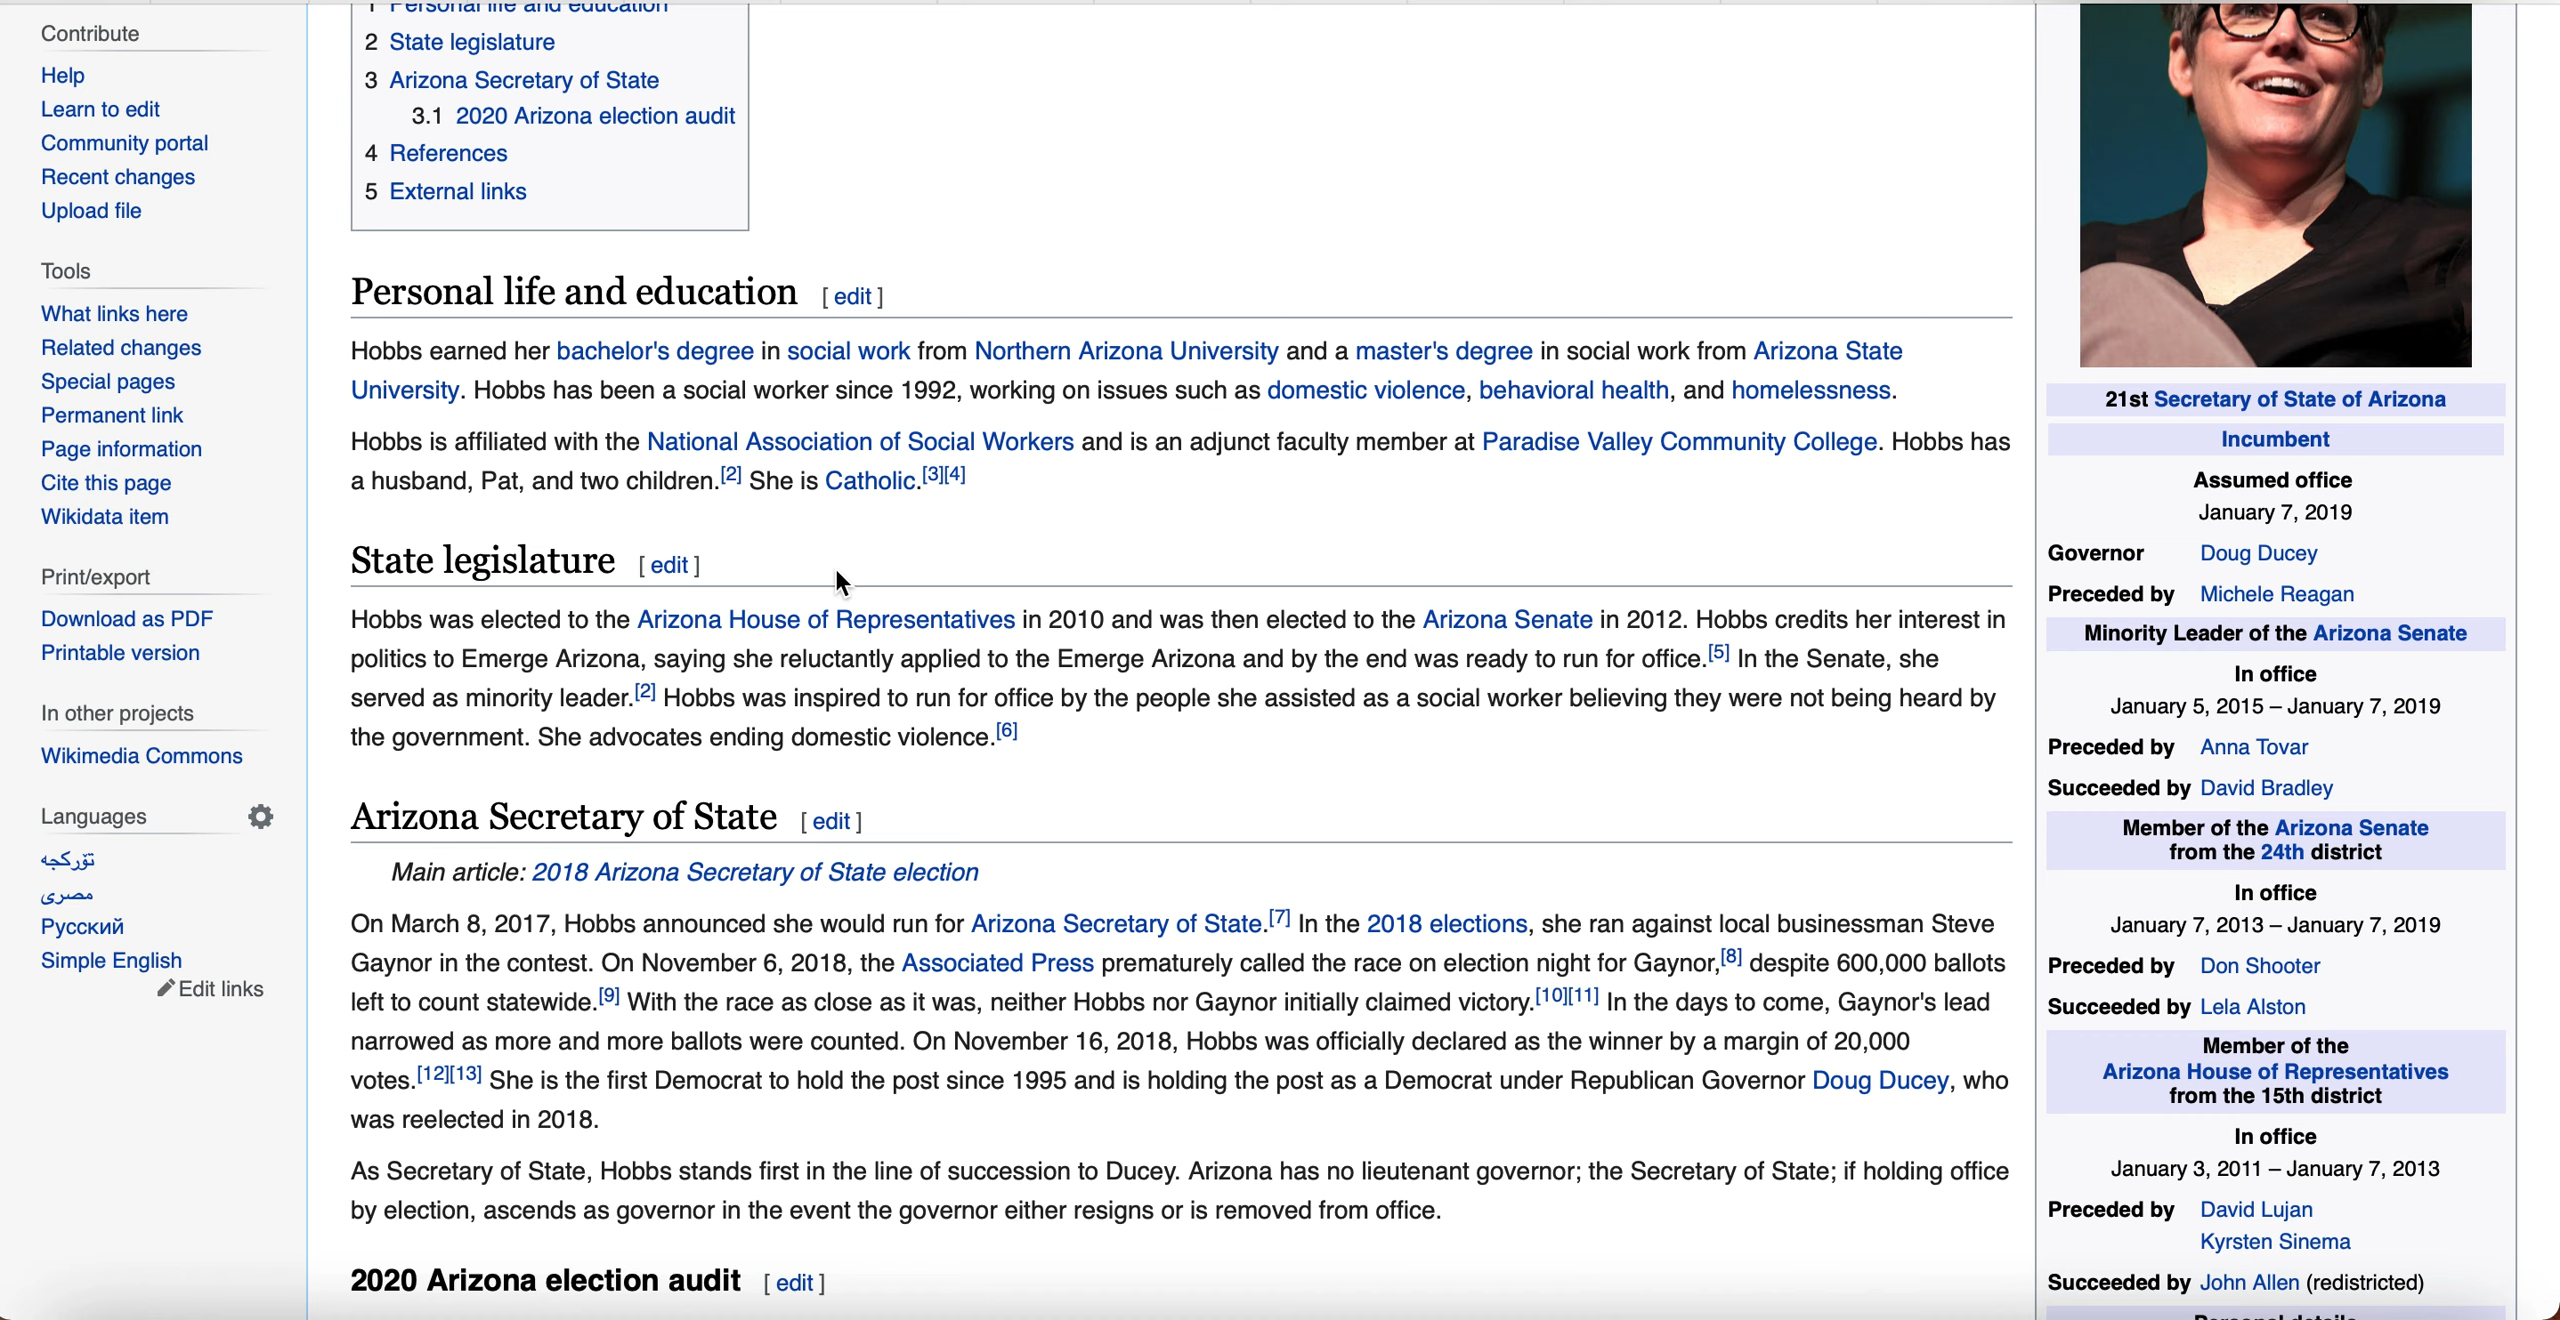 Contribute
Help
Learn to edit
Community portal
Recent changes
Upload file
Tools
What links here
Related changes
Special pages
Permanent link
Page information
Cite this page
Wikidata item
Print/export
Download as PDF
Printable version
In other projects
Wikimedia Commons
Languages
تۆرکجه
مصرى
Русский
Simple English
Edit links
1 Personal life and education
2 State legislature
3 Arizona Secretary of State
3.1 2020 Arizona election audit
4 References
5 External links
Personal life and education [ edit ]
Hobbs earned her bachelor's degree in social work from Northern Arizona University and a master's degree in social work from Arizona State
University. Hobbs has been a social worker since 1992, working on issues such as domestic violence, behavioral health, and homelessness.
Hobbs is affiliated with the National Association of Social Workers and is an adjunct faculty member at Paradise Valley Community College. Hobbs has
a husband, Pat, and two children.[2] She is Catholic.[3][4]
State legislature [ edit ]
Hobbs was elected to the Arizona House of Representatives in 2010 and was then elected to the Arizona Senate in 2012. Hobbs credits her interest in
politics to Emerge Arizona, saying she reluctantly applied to the Emerge Arizona and by the end was ready to run for office.[5] In the Senate, she
served as minority leader.[2] Hobbs was inspired to run for office by the people she assisted as a social worker believing they were not being heard by
the government. She advocates ending domestic violence.[6]
Arizona Secretary of State [ edit ]
Main article: 2018 Arizona Secretary of State election
On March 8, 2017, Hobbs announced she would run for Arizona Secretary of State.[7] In the 2018 elections, she ran against local businessman Steve
Gaynor in the contest. On November 6, 2018, the Associated Press prematurely called the race on election night for Gaynor,[8] despite 600,000 ballots
left to count statewide.[9] With the race as close as it was, neither Hobbs nor Gaynor initially claimed victory.[10][11] In the days to come, Gaynor's lead
narrowed as more and more ballots were counted. On November 16, 2018, Hobbs was officially declared as the winner by a margin of 20,000
votes.[12][13] She is the first Democrat to hold the post since 1995 and is holding the post as a Democrat under Republican Governor Doug Ducey, who
was reelected in 2018.
As Secretary of State, Hobbs stands first in the line of succession to Ducey. Arizona has no lieutenant governor; the Secretary of State; if holding office
by election, ascends as governor in the event the governor either resigns or is removed from office.
2020 Arizona election audit [ edit ]
21st Secretary of State of Arizona
Incumbent
Assumed office
January 7, 2019
Governor Doug Ducey
Preceded by Michele Reagan
Minority Leader of the Arizona Senate
In office
January 5, 2015 – January 7, 2019
Preceded by Anna Tovar
Succeeded by David Bradley
Member of the Arizona Senate
from the 24th district
In office
January 7, 2013 – January 7, 2019
Preceded by Don Shooter
Succeeded by Lela Alston
Member of the
Arizona House of Representatives
from the 15th district
In office
January 3, 2011 – January 7, 2013
Preceded by David Lujan
Kyrsten Sinema
Succeeded by John Allen (redistricted)
Personal details